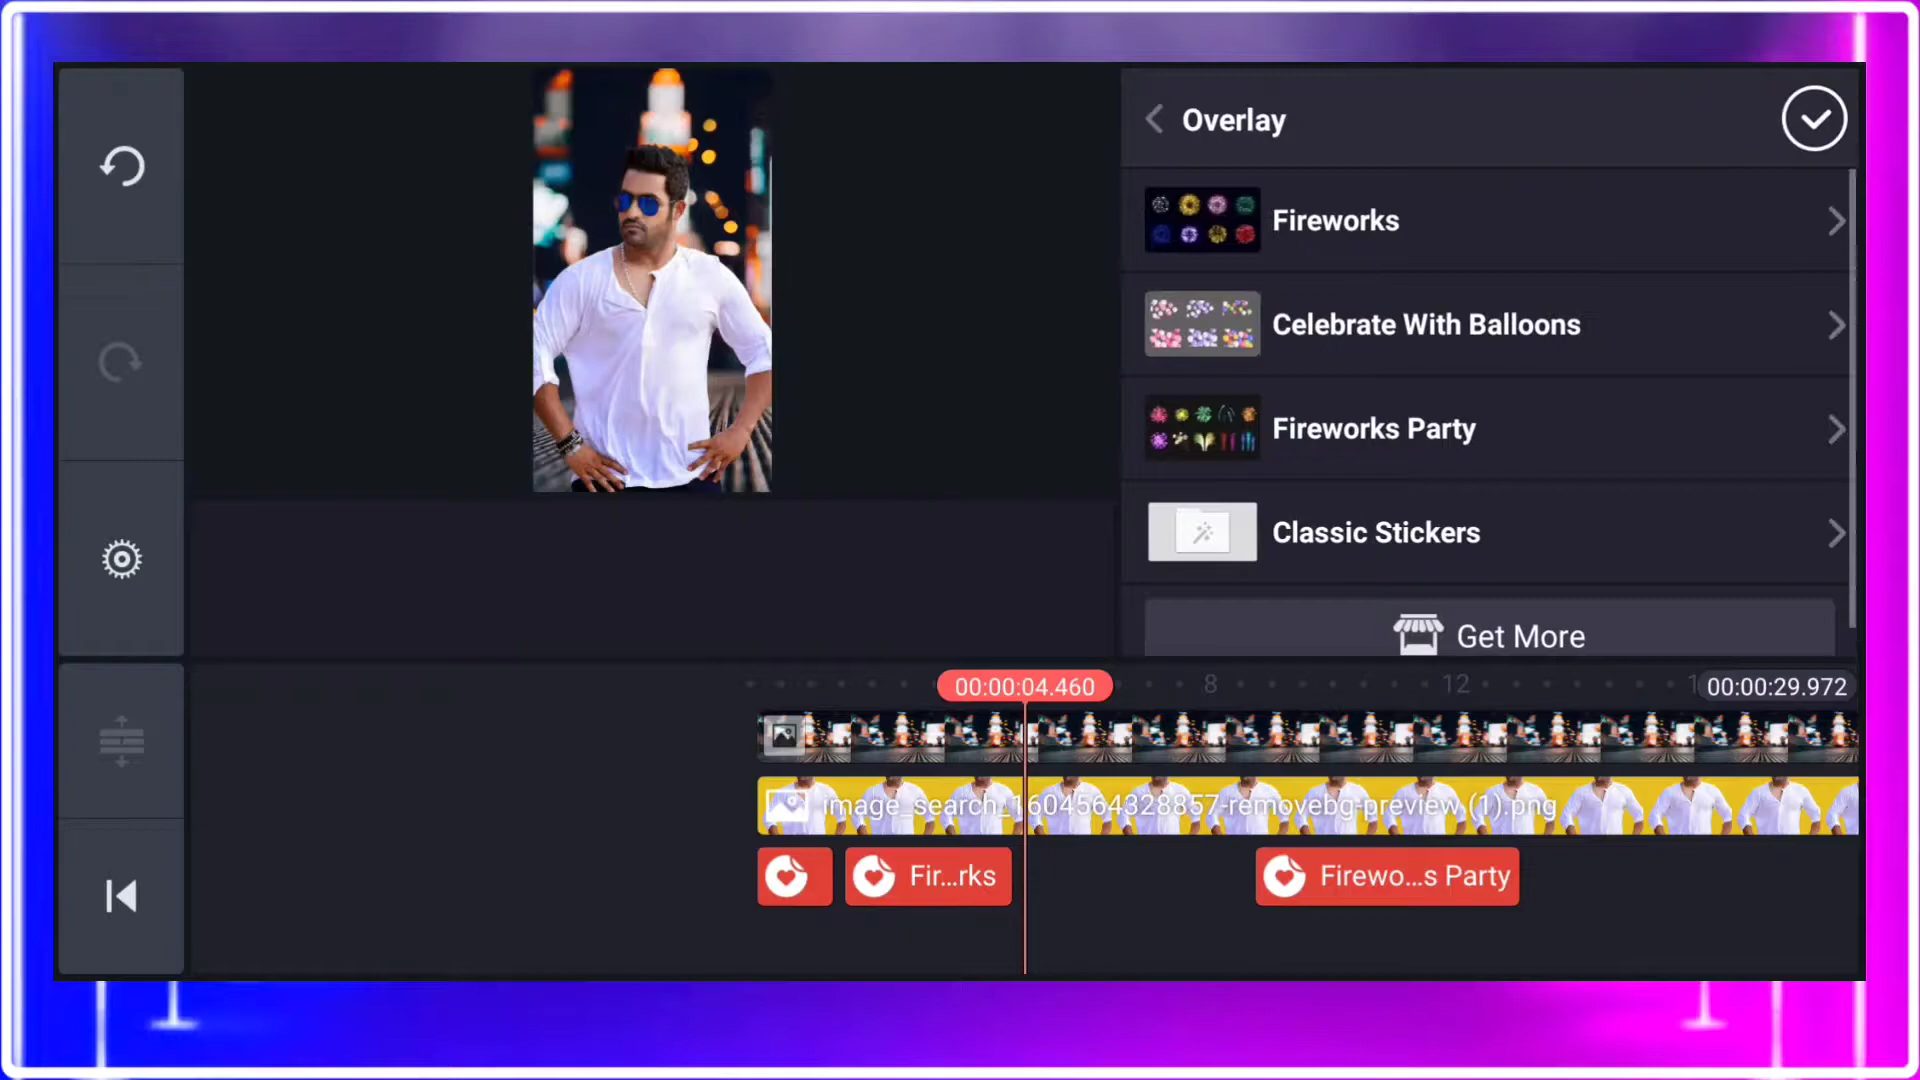 Overlay
Fireworks
Celebrate With Balloons
Fireworks Party
Classic Stickers
Get More
00:00:04.460
8
12
00:00:29.972
image_search_1604564328857-removebg-preview (1).png
Fir...rks
Firewo...s Party